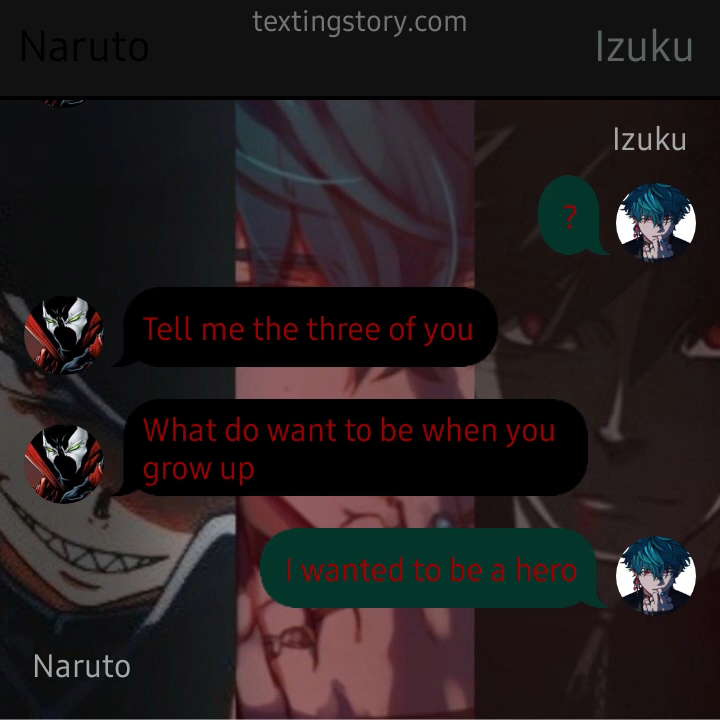 textingstory.com
Naruto
Izuku
Izuku
?
Tell me the three of you
What do want to be when you
grow up
I wanted to be a hero
Naruto